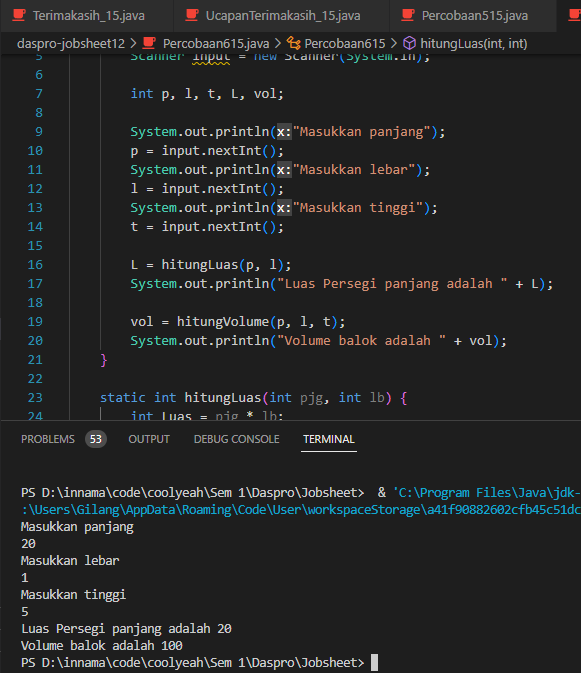 Terimakasih_15.java UcapanTerimakasih_15.java Percobaan515.java
daspro-jobsheet12 > Percobaan615.java > Percobaan615 > hitungLuas(int, int)
5 Scanner input = new Scanner(System.in);
6
7 int p, l, t, L, vol;
8
9 System.out.println(x:"Masukkan panjang");
10 p = input.nextInt();
11 System.out.println(x:"Masukkan lebar");
12 l = input.nextInt();
13 System.out.println(x:"Masukkan tinggi");
14 t = input.nextInt();
15
16 L = hitungLuas(p, l);
17 System.out.println("Luas Persegi panjang adalah " + L);
18
19 vol = hitungVolume(p, l, t);
20 System.out.println("Volume balok adalah " + vol);
21 }
22
23 static int hitungLuas(int pjg, int lb) {
24 int Luas = pjg * lb;
PROBLEMS 53 OUTPUT DEBUG CONSOLE TERMINAL
PS D:\innama\code\coolyeah\Sem 1\Daspro\Jobsheet> & 'C:\Program Files\Java\jdk-
:\Users\Gilang\AppData\Roaming\Code\User\workspaceStorage\a41f90882602cfb45c51dc
Masukkan panjang
20
Masukkan lebar
1
Masukkan tinggi
5
Luas Persegi panjang adalah 20
Volume balok adalah 100
PS D:\innama\code\coolyeah\Sem 1\Daspro\Jobsheet>